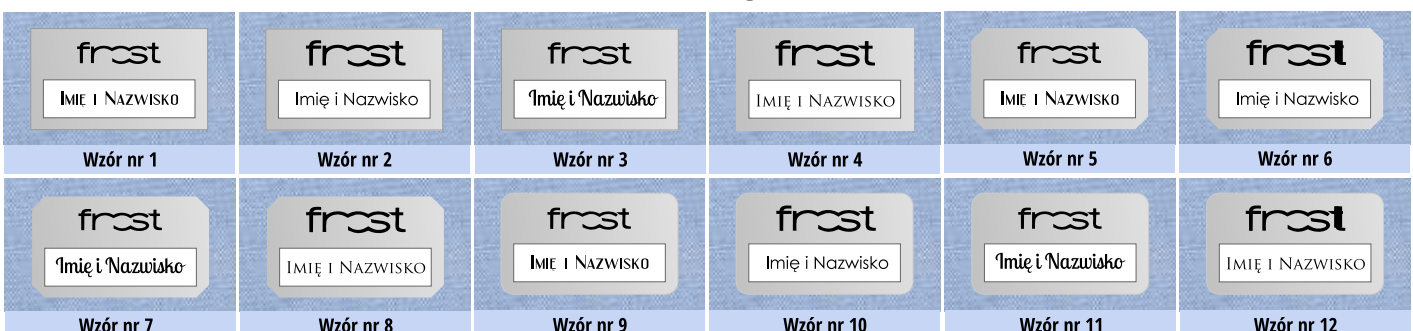 frost
Imię i Nazwisko
Wzór nr 1
frost
Imię i Nazwisko
Wzór nr 2
frost
Imię i Nazwisko
Wzór nr 3
frost
Imię i Nazwisko
Wzór nr 4
frost
Imię i Nazwisko
Wzór nr 5
frost
Imię i Nazwisko
Wzór nr 6
frost
Imię i Nazwisko
Wzór nr 7
frost
Imię i Nazwisko
Wzór nr 8
frost
Imię i Nazwisko
Wzór nr 9
frost
Imię i Nazwisko
Wzór nr 10
frost
Imię i Nazwisko
Wzór nr 11
frost
Imię i Nazwisko
Wzór nr 12